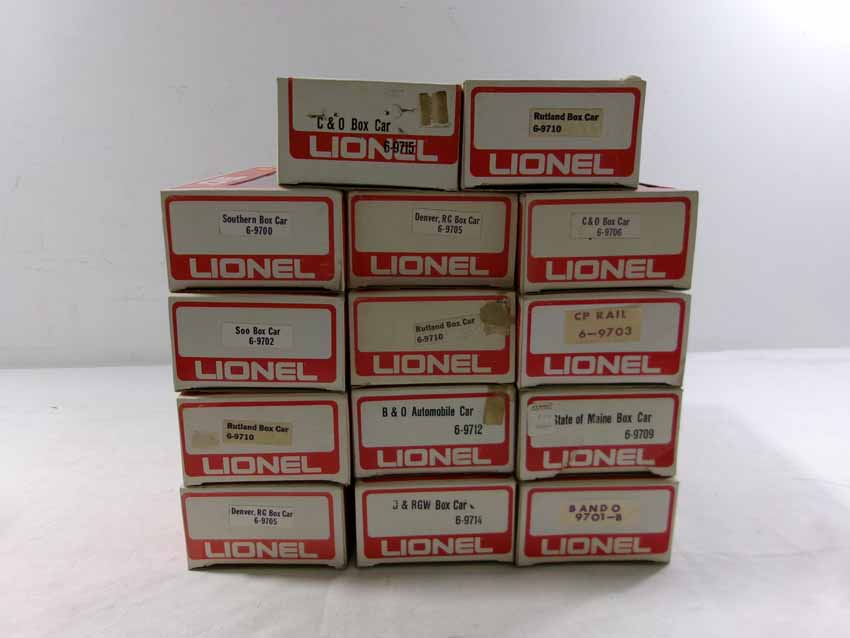 C & O Box Car
6-9715
LIONEL
Rutland Box Car
6-9710
LIONEL
Southern Box Car
6-9700
LIONEL
Denver, RG Box Car
6-9705
LIONEL
C&O Box Car
6-9706
LIONEL
Soo Box Car
6-9702
LIONEL
Rutland Box Car
6-9710
LIONEL
CP RAIL
6-9703
LIONEL
Rutland Box Car
6-9710
LIONEL
B & O Automobile Car
6-9712
LIONEL
State of Maine Box Car
6-9709
LIONEL
Denver, RG Box Car
6-9705
LIONEL
& RGW Box Car
6-9714
LIONEL
BANDO
9701-B
LIONEL